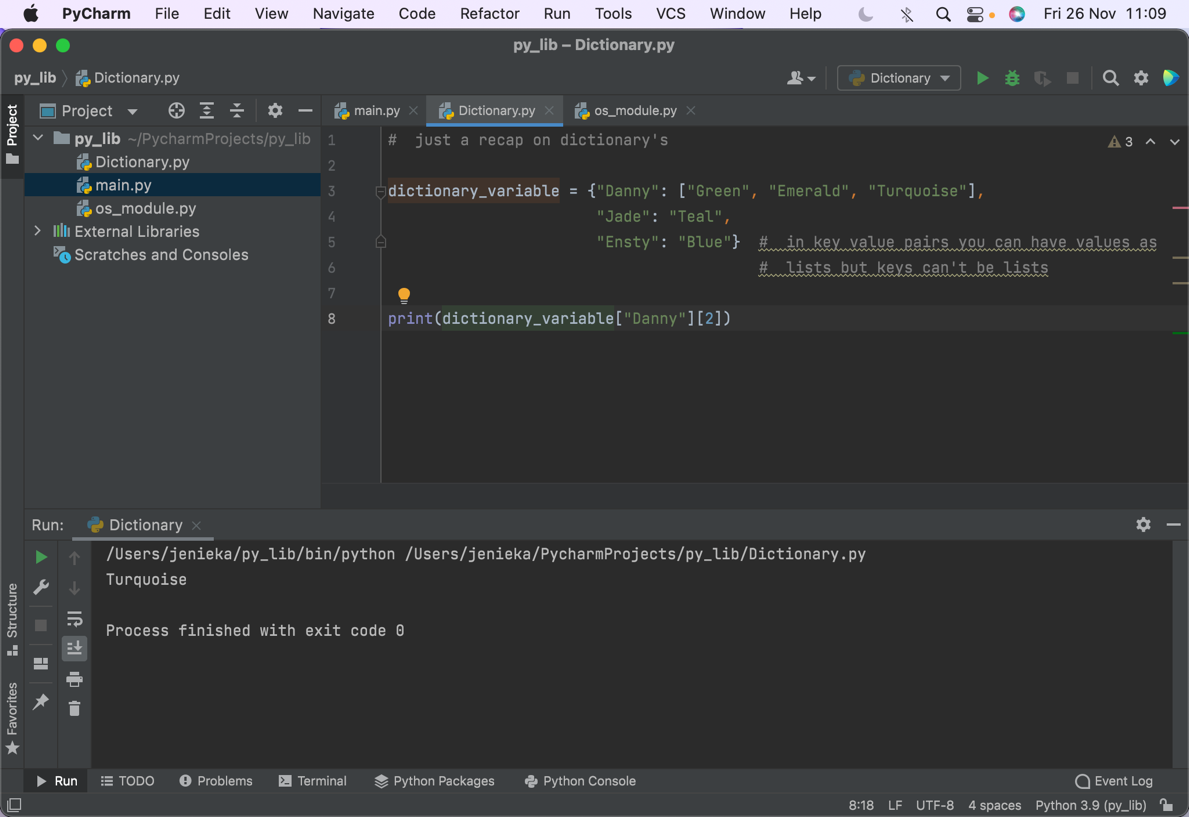 PyCharm File Edit View Navigate Code Refactor Run Tools VCS Window Help Fri 26 Nov 11:09
py_lib – Dictionary.py
py_lib Dictionary.py Dictionary
Project
Project
main.py Dictionary.py os_module.py
py_lib ~/PycharmProjects/py_lib
Dictionary.py
main.py
os_module.py
External Libraries
Scratches and Consoles
1 # just a recap on dictionary's
2
3 dictionary_variable = {"Danny": ["Green", "Emerald", "Turquoise"],
4 "Jade": "Teal",
5 "Ensty": "Blue"} # in key value pairs you can have values as
6 # lists but keys can't be lists
7
8 print(dictionary_variable["Danny"][2])
3
Run: Dictionary
/Users/jenieka/py_lib/bin/python /Users/jenieka/PycharmProjects/py_lib/Dictionary.py
Turquoise
Process finished with exit code 0
Structure
Favorites
Run TODO Problems Terminal Python Packages Python Console Event Log
8:18 LF UTF-8 4 spaces Python 3.9 (py_lib)